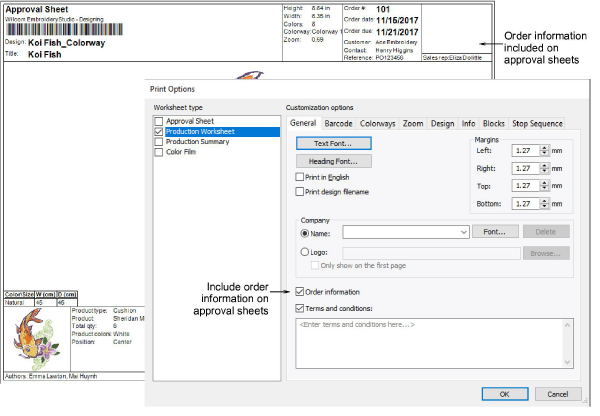 Approval Sheet
Wilcom EmbroideryStudio - Designing
Design: Koi Fish_Colorway
Title: Koi Fish
Height: 8.64 in
Width: 6.35 in
Colors: 8
Colorway: Colorway 1
Zoom: 0.69
Order #: 101
Order date: 11/15/2017
Order due: 11/21/2017
Customer: Ace Embroidery
Contact: Henry Higgins
Reference: PO123456
Sales rep: Eliza Dolittle
Order information
included on
approval sheets
Print Options
Worksheet type
Approval Sheet
Production Worksheet
Production Summary
Color Film
Customization options
General Barcode Colorways Zoom Design Info Blocks Stop Sequence
Text Font...
Heading Font...
Print in English
Print design filename
Margins
Left: 1.27 mm
Right: 1.27 mm
Top: 1.27 mm
Bottom: 1.27 mm
Company
Name: Font... Delete
Logo: Browse...
Only show on the first page
Include order
information on
approval sheets
Order information
Terms and conditions:
<Enter terms and conditions here...>
OK Cancel
Color\Size W (cm) D (cm)
Natural 45 45
Product type: Cushion
Product: Sheridan M
Total qty: 6
Product colors: White
Position: Center
Authors: Emma Lawton, Mai Huynh